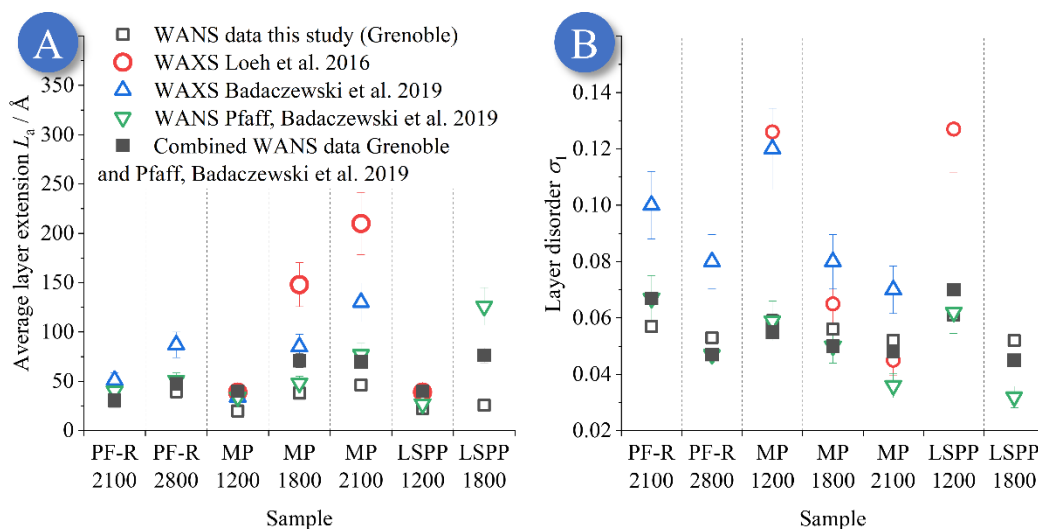 A
WANS data this study (Grenoble)
WAXS Loeh et al. 2016
WAXS Badaczewski et al. 2019
WANS Pfaff, Badaczewski et al. 2019
Combined WANS data Grenoble
and Pfaff, Badaczewski et al. 2019
Average layer extension Lₐ / Å
350
300
250
200
150
100
50
0
PF-R PF-R MP MP MP LSPP LSPP
2100 2800 1200 1800 2100 1200 1800
Sample
B
Layer disorder σ₁
0.14
0.12
0.10
0.08
0.06
0.04
0.02
PF-R PF-R MP MP MP LSPP LSPP
2100 2800 1200 1800 2100 1200 1800
Sample